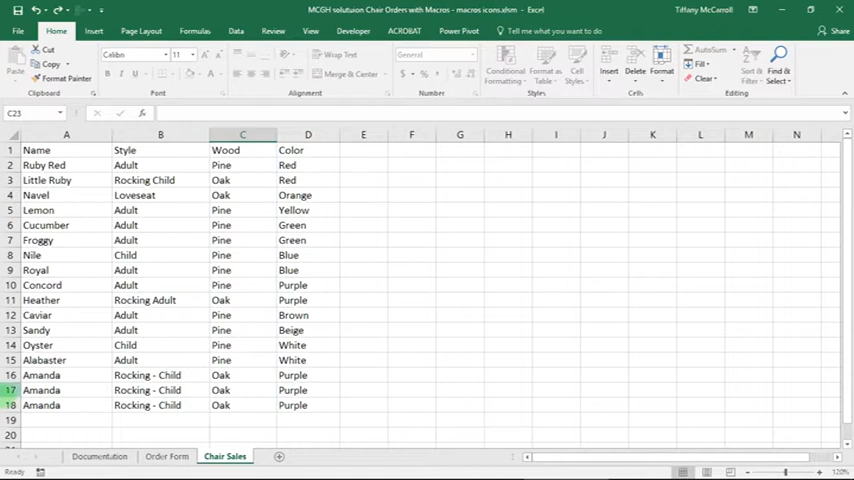 MCGH solutuion Chair Orders with Macros - macros icons.xlsm - Excel
Tiffany McCarroll
File Home Insert Page Layout Formulas Data Review View Developer ACROBAT Power Pivot Tell me what you want to do... Share
Cut
Copy
Format Painter
Paste
Clipboard
Calibri 11
Font
Wrap Text
Merge & Center
Alignment
General
Number
Conditional Formatting
Format as Table
Cell Styles
Styles
Insert Delete Format
Cells
AutoSum
Fill
Clear
Sort & Filter
Find & Select
Editing
C23
A B C D E F G H I J K L M N
1 Name Style Wood Color
2 Ruby Red Adult Pine Red
3 Little Ruby Rocking Child Oak Red
4 Navel Loveseat Oak Orange
5 Lemon Adult Pine Yellow
6 Cucumber Adult Pine Green
7 Froggy Adult Pine Green
8 Nile Child Pine Blue
9 Royal Adult Pine Blue
10 Concord Adult Pine Purple
11 Heather Rocking Adult Oak Purple
12 Caviar Adult Pine Brown
13 Sandy Adult Pine Beige
14 Oyster Child Pine White
15 Alabaster Adult Pine White
16 Amanda Rocking - Child Oak Purple
17 Amanda Rocking - Child Oak Purple
18 Amanda Rocking - Child Oak Purple
19
20
Documentation Order Form Chair Sales
Ready
120%